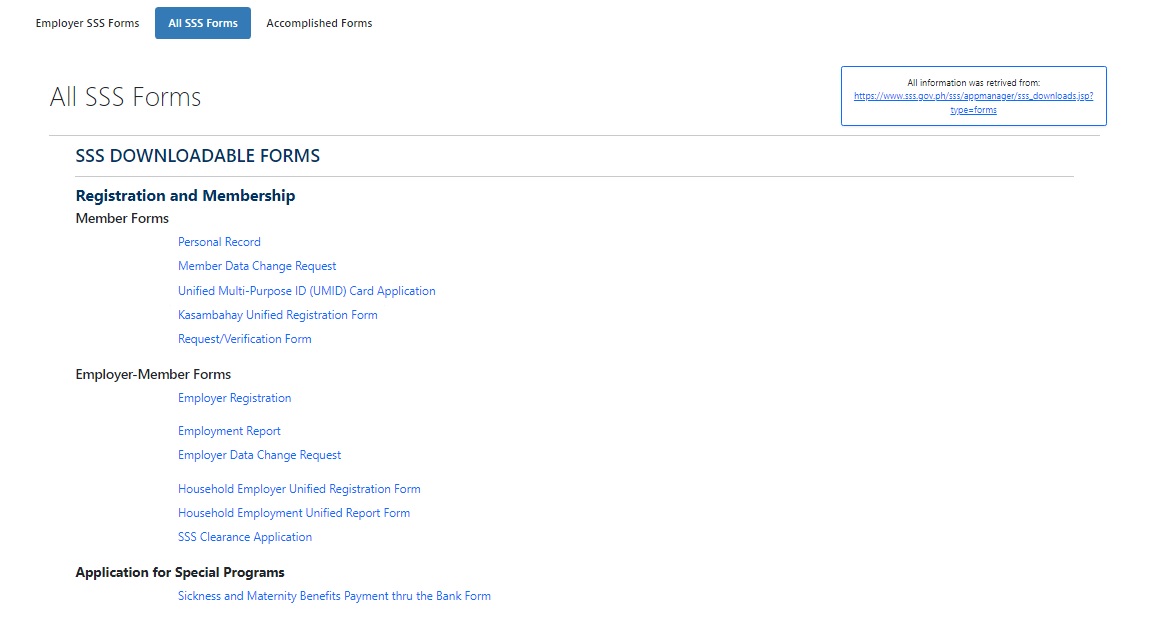 Employer SSS Forms
All SSS Forms
Accomplished Forms
All SSS Forms
All information was retrived from:
https://www.sss.gov.ph/sss/appmanager/sss_downloads.jsp?
type=forms
SSS DOWNLOADABLE FORMS
Registration and Membership
Member Forms
Personal Record
Member Data Change Request
Unified Multi-Purpose ID (UMID) Card Application
Kasambahay Unified Registration Form
Request/Verification Form
Employer-Member Forms
Employer Registration
Employment Report
Employer Data Change Request
Household Employer Unified Registration Form
Household Employment Unified Report Form
SSS Clearance Application
Application for Special Programs
Sickness and Maternity Benefits Payment thru the Bank Form